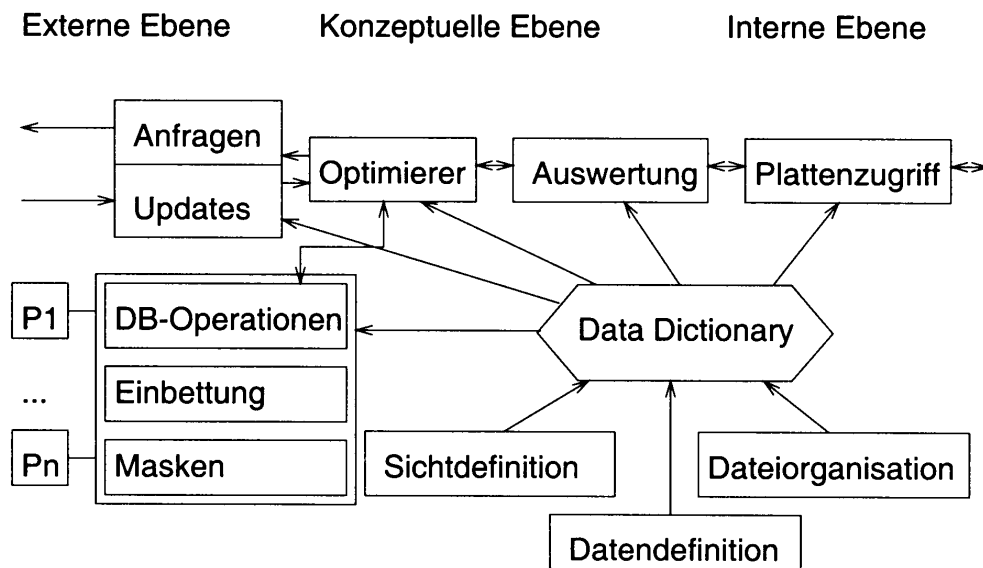 Externe Ebene
Konzeptuelle Ebene
Interne Ebene
Anfragen
Updates
Optimierer
Auswertung
Plattenzugriff
P1
...
Pn
DB-Operationen
Einbettung
Masken
Data Dictionary
Sichtdefinition
Dateiorganisation
Datendefinition